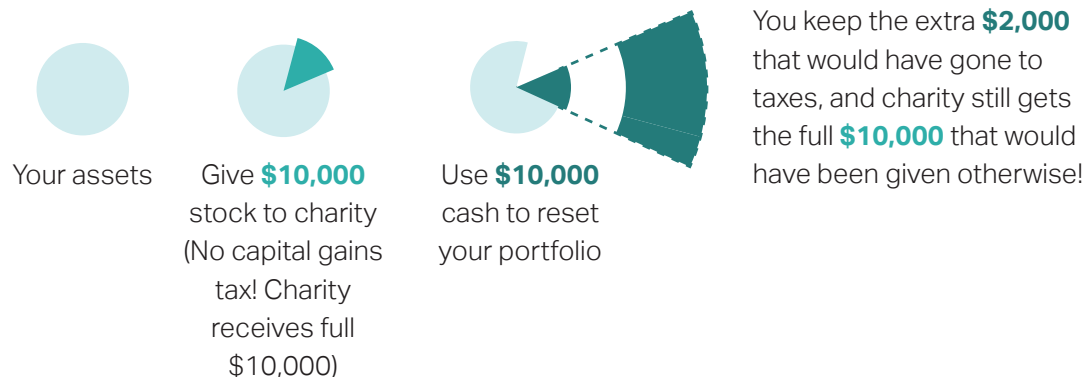 Your assets
Give $10,000
stock to charity
(No capital gains
tax! Charity
receives full
$10,000)
Use $10,000
cash to reset
your portfolio
You keep the extra $2,000
that would have gone to
taxes, and charity still gets
the full $10,000 that would
have been given otherwise!